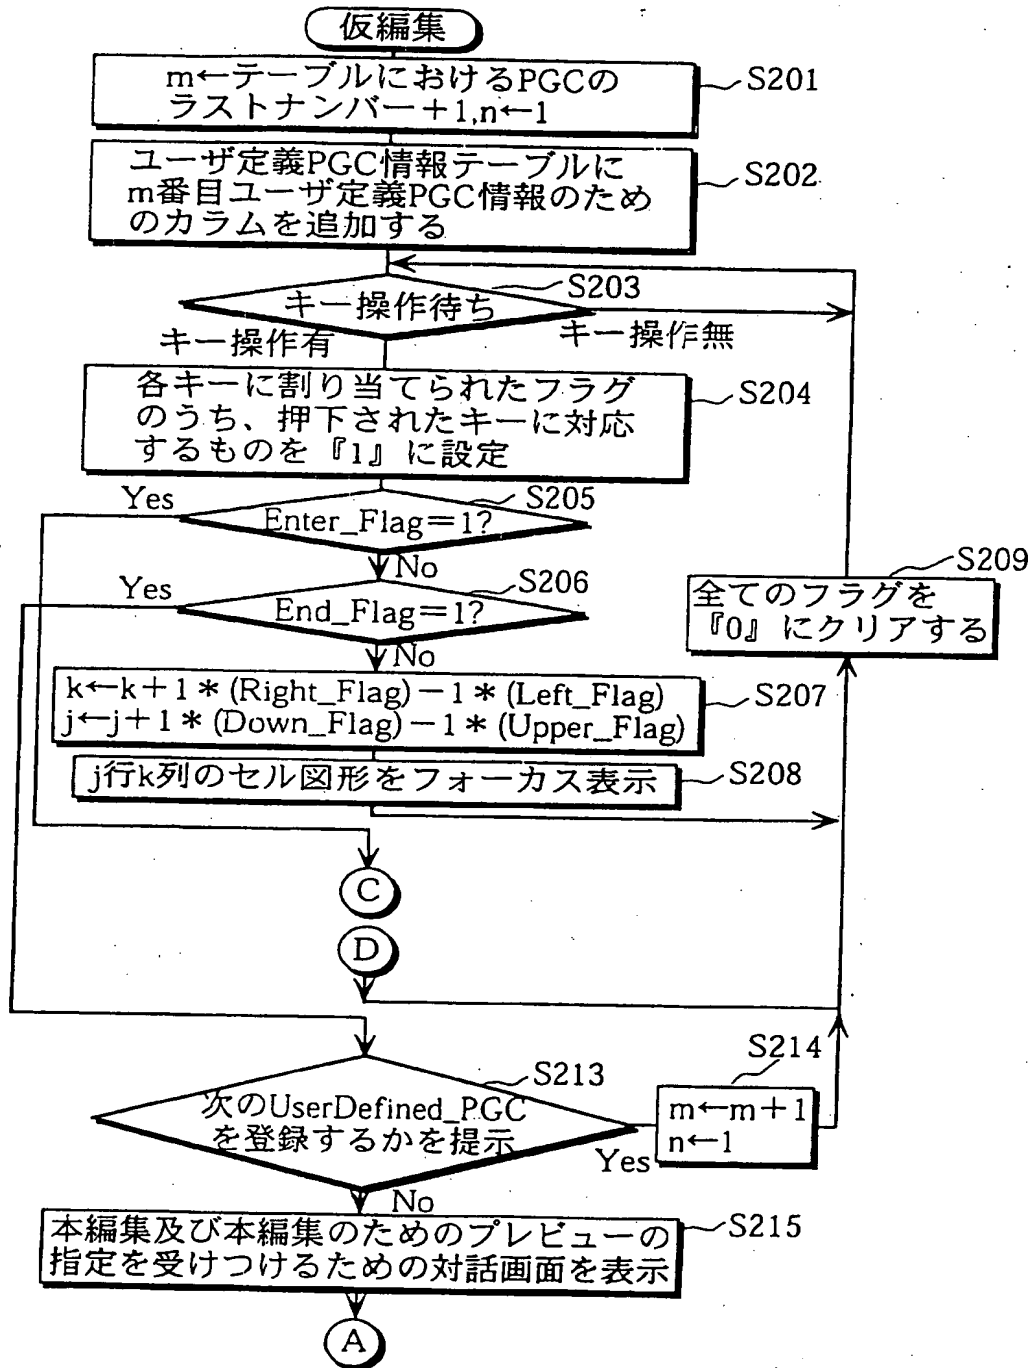 仮編集
m←テーブルにおけるPGCの
ラストナンバー＋1,n←1
S201
ユーザ定義PGC情報テーブルに
m番目ユーザ定義PGC情報のため
のカラムを追加する
S202
キー操作待ち
S203
キー操作有
キー操作無
各キーに割り当てられたフラグ
のうち、押下されたキーに対応
するものを『1』に設定
S204
Yes
Enter_Flag＝1?
S205
No
Yes
End_Flag＝1?
S206
No
S209
全てのフラグを
『0』にクリアする
k←k＋1＊(Right_Flag)－1＊(Left_Flag)
j←j＋1＊(Down_Flag)－1＊(Upper_Flag)
S207
j行k列のセル図形をフォーカス表示
S208
C
D
S213
次のUserDefined_PGC
を登録するかを提示
Yes
S214
m←m＋1
n←1
No
本編集及び本編集のためのプレビューの
指定を受けつけるための対話画面を表示
S215
A